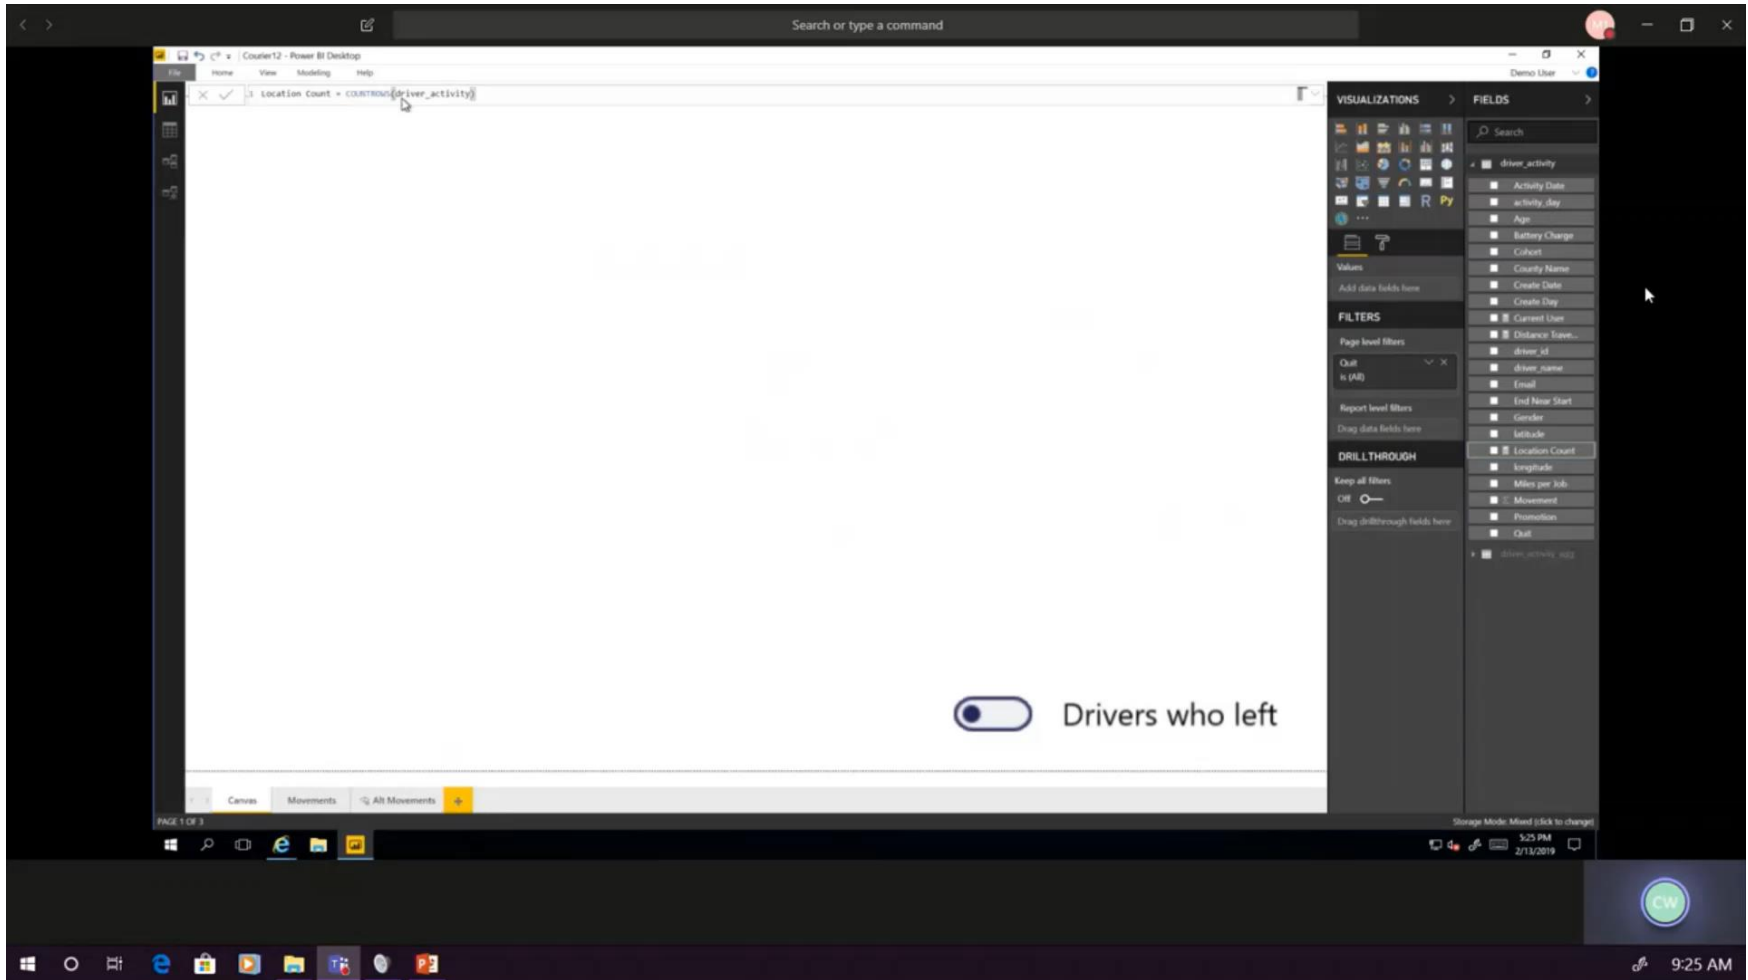 Search or type a command
MJ
Courier12 - Power BI Desktop
File Home View Modeling Help
Demo User
1 Location Count = COUNTROWS(driver_activity)
VISUALIZATIONS
FIELDS
Search
driver_activity
Activity Date
activity_day
Age
Battery Charge
Cohort
County Name
Create Date
Create Day
Current User
Distance Trave...
driver_id
driver_name
Email
End Near Start
Gender
latitude
Location Count
longitude
Miles per Job
Movement
Promotion
Quit
driver_activity_agg
R Py
Values
Add data fields here
FILTERS
Page level filters
Quit
is (All)
Report level filters
Drag data fields here
DRILLTHROUGH
Keep all filters
Off
Drag drillthrough fields here
Drivers who left
Canvas Movements Alt Movements +
PAGE 1 OF 3
Storage Mode: Mixed (click to change)
5:25 PM
2/13/2019
CW
9:25 AM